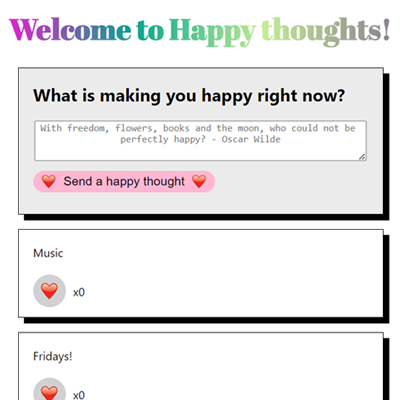 Welcome to Happy thoughts!
What is making you happy right now?
With freedom, flowers, books and the moon, who could not be
perfectly happy? - Oscar Wilde
Send a happy thought
Music
x0
Fridays!
x0